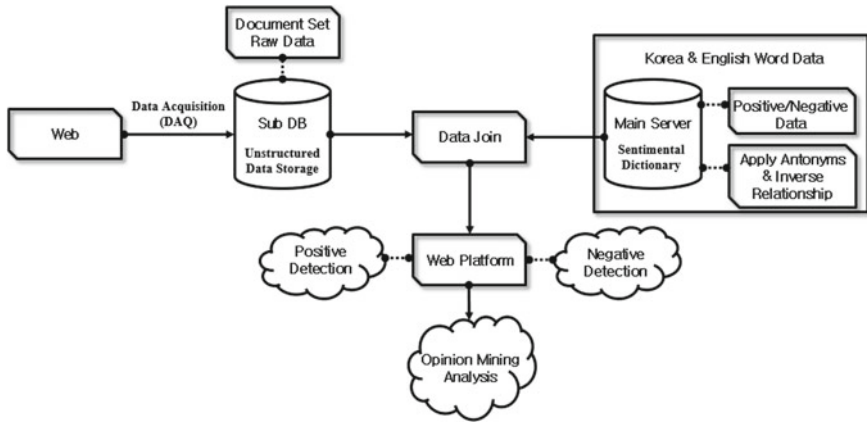 Document Set
Raw Data
Korea & English Word Data
Data Acquisition
(DAQ)
Web
Sub DB
Unstructured
Data Storage
Data Join
Main Server
Sentimental
Dictionary
Positive/Negative
Data
Apply Antonyms
& Inverse
Relationship
Positive
Detection
Web Platform
Negative
Detection
Opinion Mining
Analysis